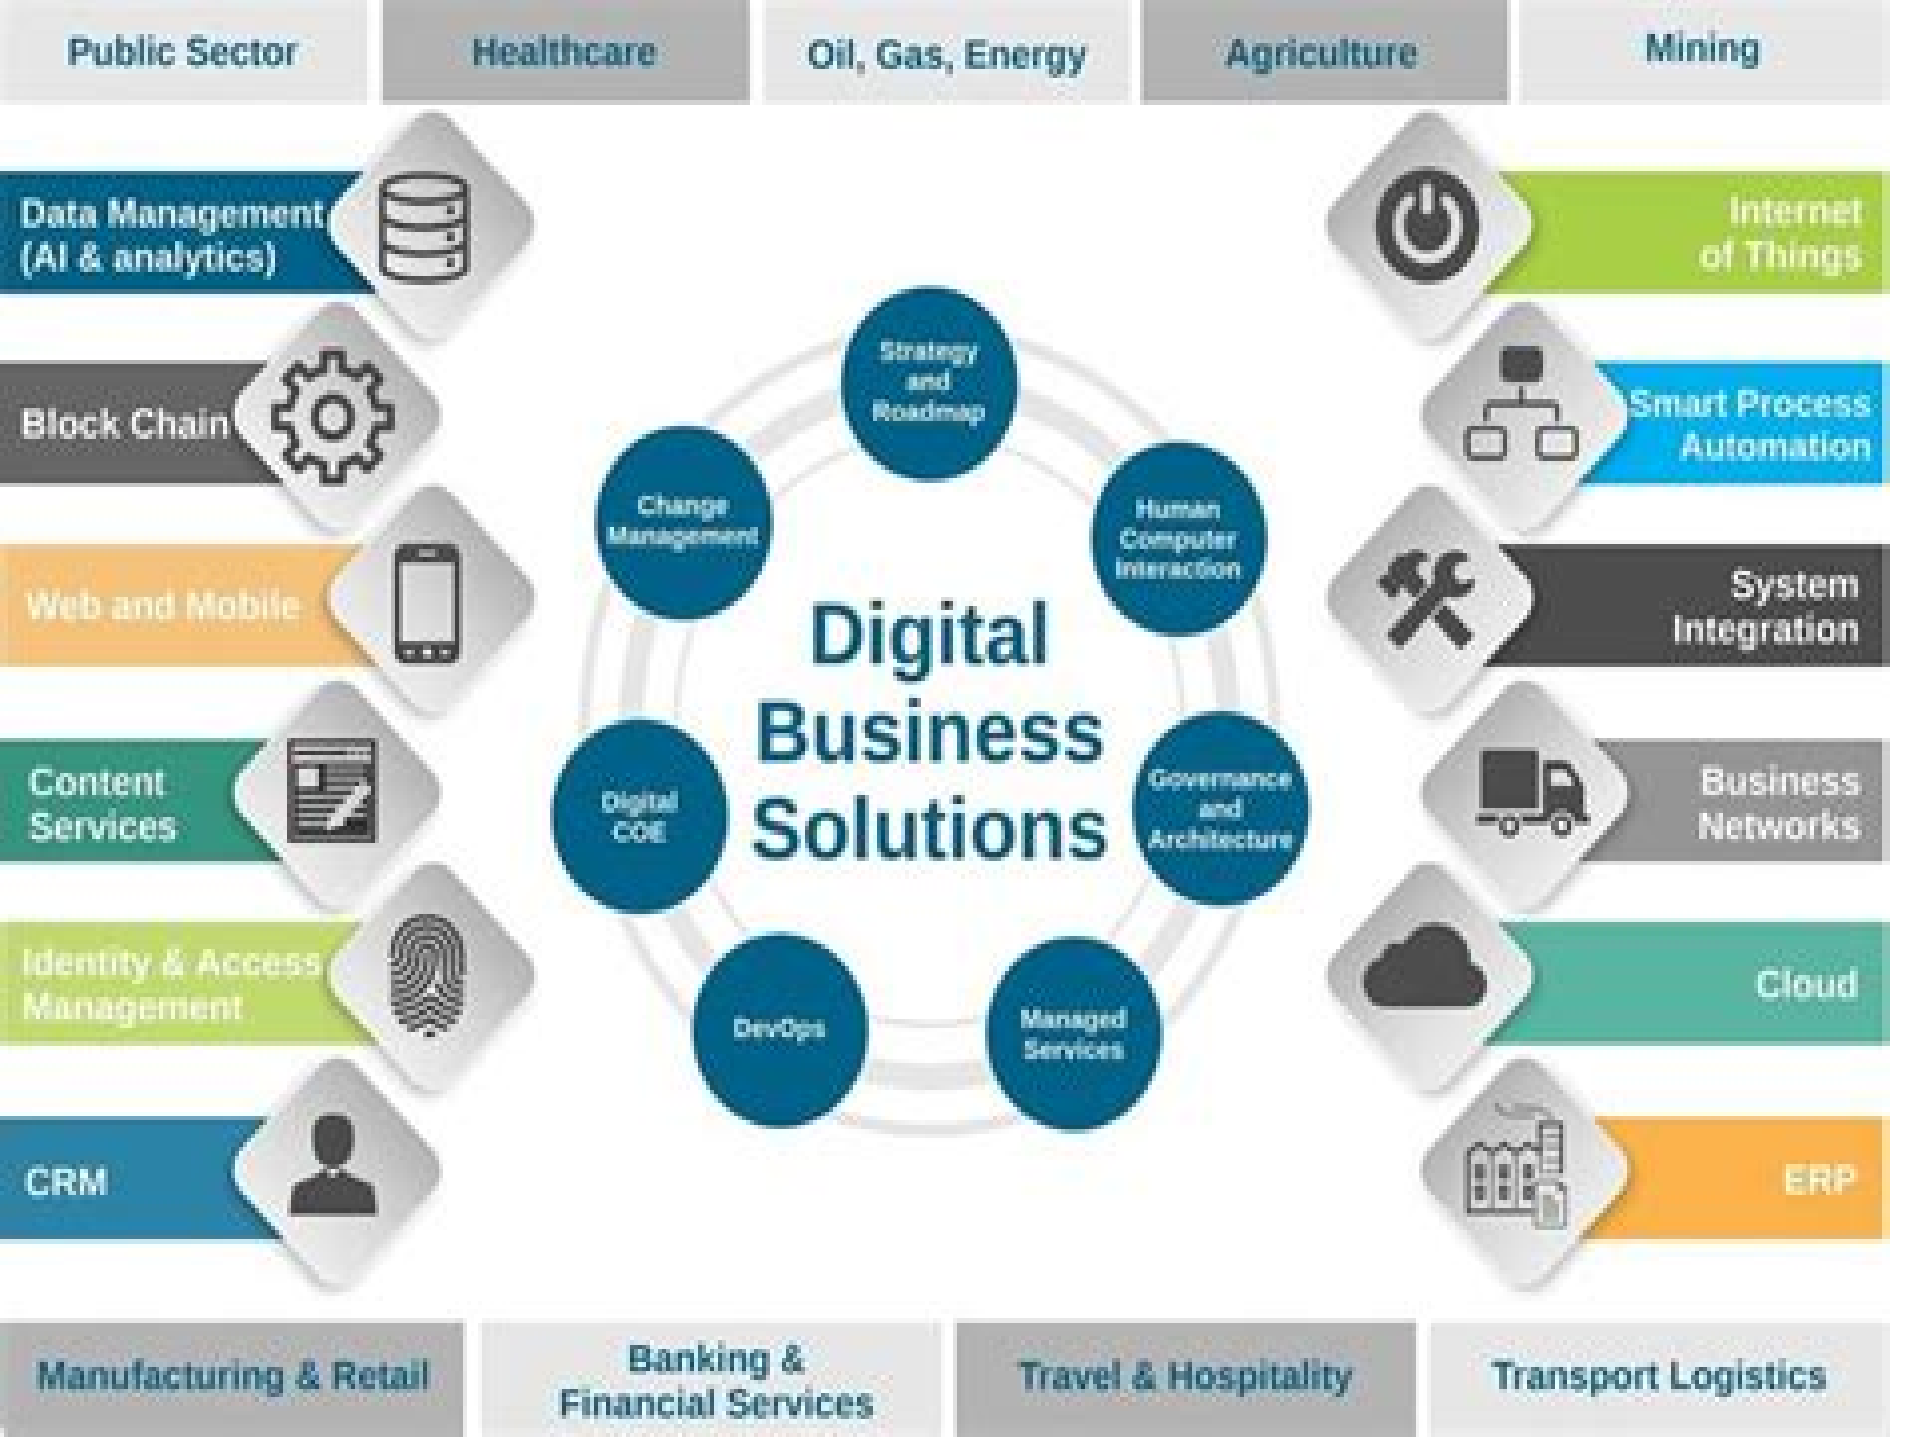 Public Sector
Healthcare
Oil, Gas, Energy
Agriculture
Mining
Data Management
(AI & analytics)
Block Chain
Web and Mobile
Content
Services
Identity & Access
Management
CRM
Strategy
and
Roadmap
Change
Management
Human
Computer
Interaction
Digital
Business
Solutions
Digital
COE
Governance
and
Architecture
DevOps
Managed
Services
Internet
of Things
Smart Process
Automation
System
Integration
Business
Networks
Cloud
ERP
Manufacturing & Retail
Banking &
Financial Services
Travel & Hospitality
Transport Logistics